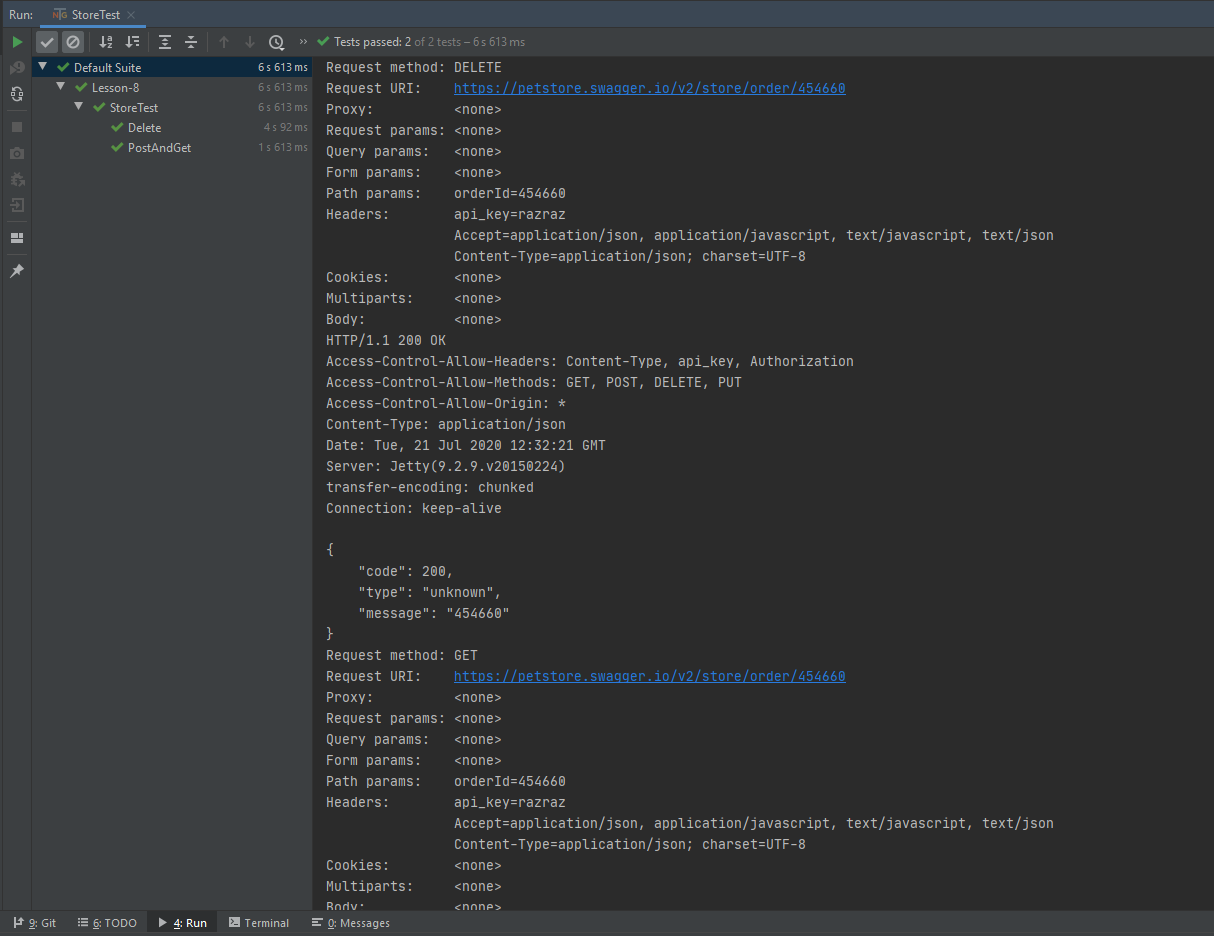 Run: StoreTest
Tests passed: 2 of 2 tests – 6 s 613 ms
Default Suite 6 s 613 ms
Lesson-8 6 s 613 ms
StoreTest 6 s 613 ms
Delete 4 s 92 ms
PostAndGet 1 s 613 ms
Request method: DELETE
Request URI: https://petstore.swagger.io/v2/store/order/454660
Proxy: <none>
Request params: <none>
Query params: <none>
Form params: <none>
Path params: orderId=454660
Headers: api_key=razraz
Accept=application/json, application/javascript, text/javascript, text/json
Content-Type=application/json; charset=UTF-8
Cookies: <none>
Multiparts: <none>
Body: <none>
HTTP/1.1 200 OK
Access-Control-Allow-Headers: Content-Type, api_key, Authorization
Access-Control-Allow-Methods: GET, POST, DELETE, PUT
Access-Control-Allow-Origin: *
Content-Type: application/json
Date: Tue, 21 Jul 2020 12:32:21 GMT
Server: Jetty(9.2.9.v20150224)
transfer-encoding: chunked
Connection: keep-alive
{
"code": 200,
"type": "unknown",
"message": "454660"
}
Request method: GET
Request URI: https://petstore.swagger.io/v2/store/order/454660
Proxy: <none>
Request params: <none>
Query params: <none>
Form params: <none>
Path params: orderId=454660
Headers: api_key=razraz
Accept=application/json, application/javascript, text/javascript, text/json
Content-Type=application/json; charset=UTF-8
Cookies: <none>
Multiparts: <none>
Body: <none>
9: Git 6: TODO 4: Run Terminal 0: Messages